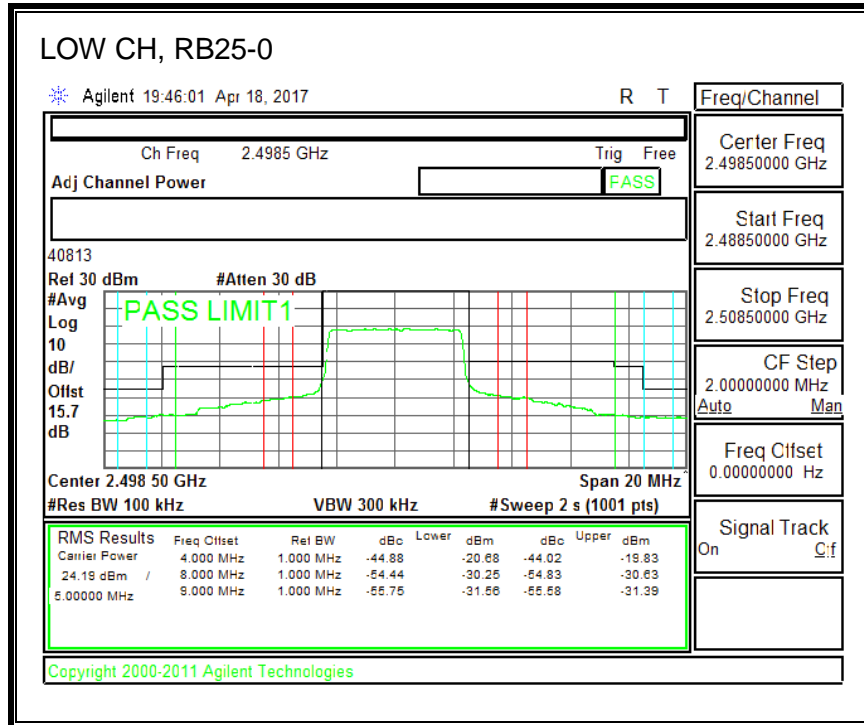 LOW CH, RB25-0
Agilent 19:46:01 Apr 18, 2017 R T
Freq/Channel
Ch Freq 2.4985 GHz Trig Free
Adj Channel Power PASS
Center Freq
2.49850000 GHz
Start Freq
2.48850000 GHz
Stop Freq
2.50850000 GHz
CF Step
2.00000000 MHz
Auto Man
Freq Offset
0.00000000 Hz
Signal Track
On Off
40813
Ref 30 dBm #Atten 30 dB
#Avg
Log
10
dB/
Offst
15.7
dB
PASS LIMIT1
Center 2.498 50 GHz Span 20 MHz
#Res BW 100 kHz VBW 300 kHz #Sweep 2 s (1001 pts)
RMS Results Freq Offset Ref BW dBc Lower dBm dBc Upper dBm
Carrier Power 4.000 MHz 1.000 MHz -44.88 -20.68 -44.02 -19.83
24.19 dBm / 8.000 MHz 1.000 MHz -54.44 -30.25 -54.83 -30.63
5.00000 MHz 9.000 MHz 1.000 MHz -55.75 -31.56 -55.58 -31.39
Copyright 2000-2011 Agilent Technologies